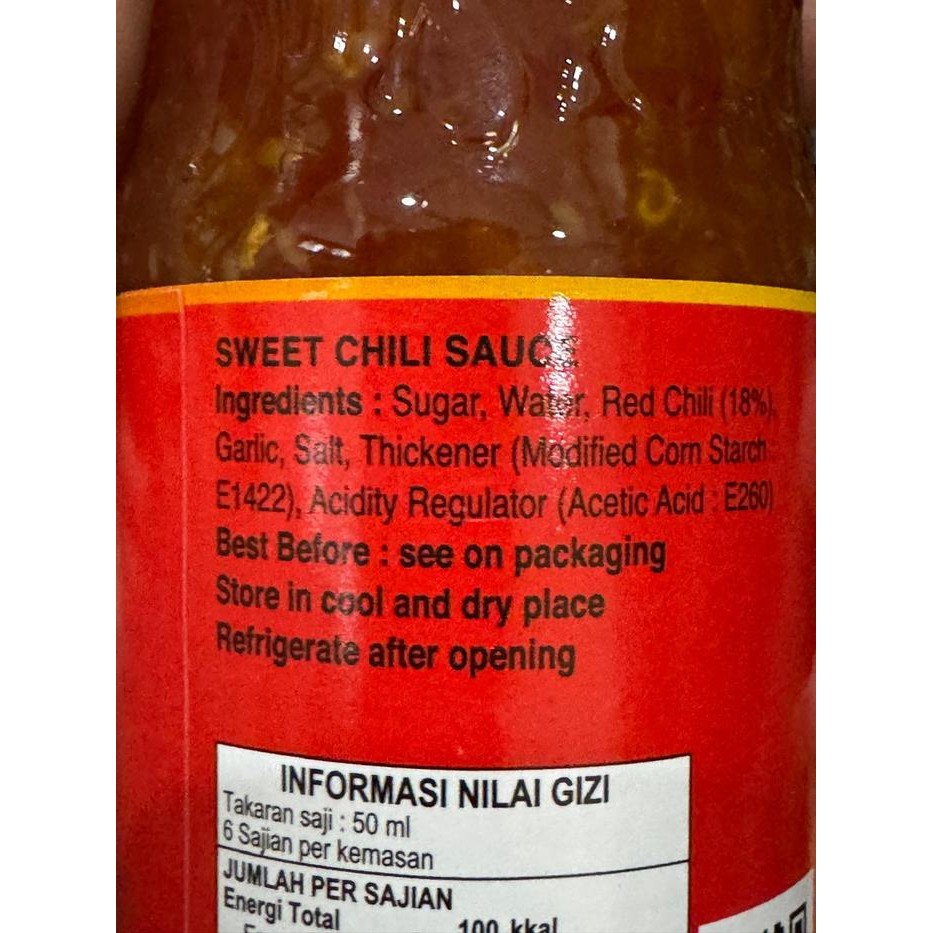 SWEET CHILI SAUCE
Ingredients : Sugar, Water, Red Chili (18%),
Garlic, Salt, Thickener (Modified Corn Starch :
E1422), Acidity Regulator (Acetic Acid : E260)
Best Before : see on packaging
Store in cool and dry place
Refrigerate after opening
INFORMASI NILAI GIZI
Takaran saji : 50 ml
6 Sajian per kemasan
JUMLAH PER SAJIAN
Energi Total 100 kkal